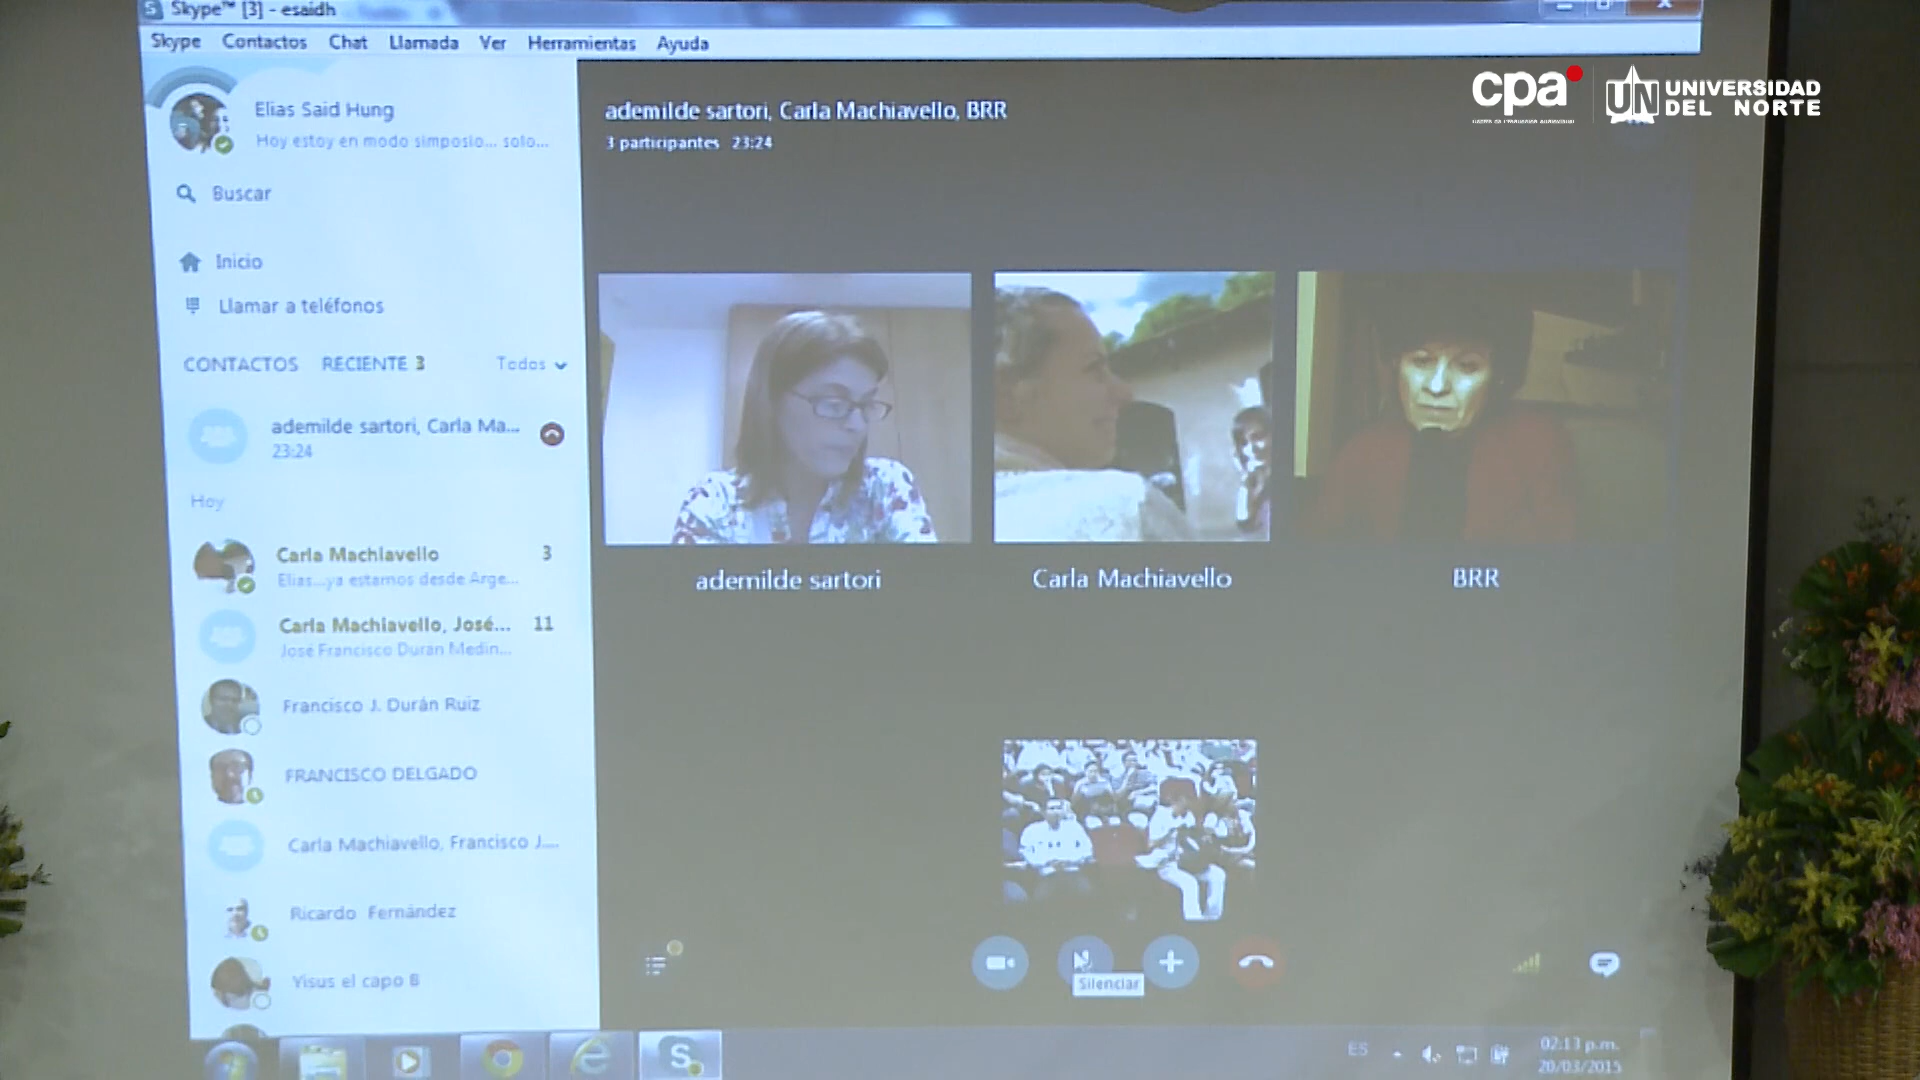 Skype™ [3] - esaidh
Skype Contactos Chat Llamada Ver Herramientas Ayuda
Elias Said Hung
Hoy estoy en modo simposio... solo...
Buscar
Inicio
Llamar a teléfonos
CONTACTOS RECIENTE 3 Todos
ademilde sartori, Carla Ma...
23:24
Hoy
Carla Machiavello 3
Elias...ya estamos desde Arge...
Carla Machiavello, José... 11
José Francisco Durán Medin...
Francisco J. Durán Ruiz
FRANCISCO DELGADO
Carla Machiavello, Francisco J....
Ricardo Fernández
Yisus el capo B
ademilde sartori, Carla Machiavello, BRR
3 participantes 23:24
cpa
UN UNIVERSIDAD
DEL NORTE
ademilde sartori
Carla Machiavello
BRR
Silenciar
ES
02:13 p.m.
20/03/2015